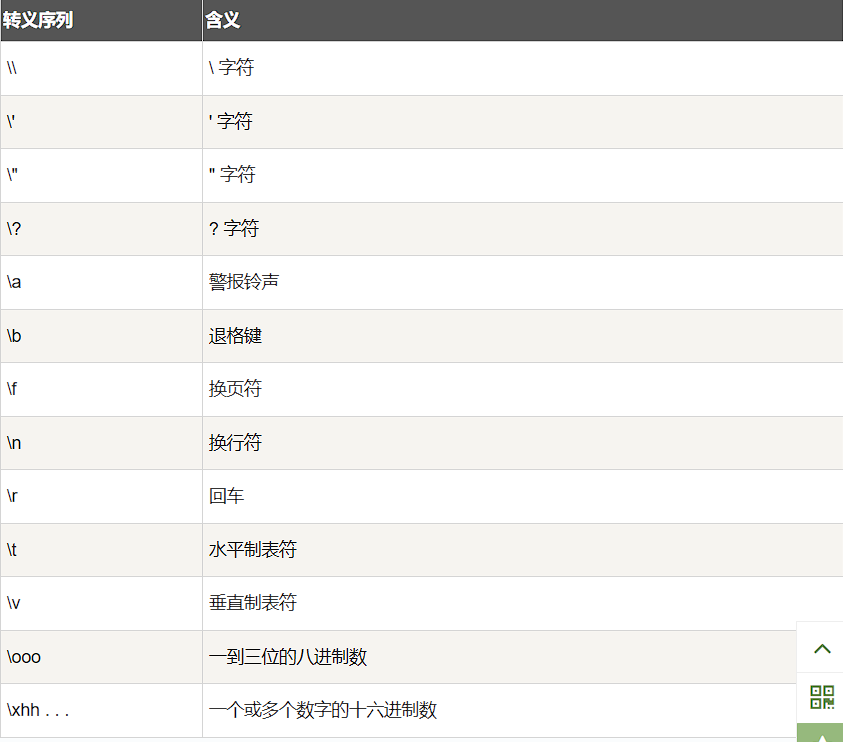 转义序列 含义
\\ \ 字符
\' ' 字符
\" " 字符
\? ? 字符
\a 警报铃声
\b 退格键
\f 换页符
\n 换行符
\r 回车
\t 水平制表符
\v 垂直制表符
\ooo 一到三位的八进制数
\xhh . . . 一个或多个数字的十六进制数